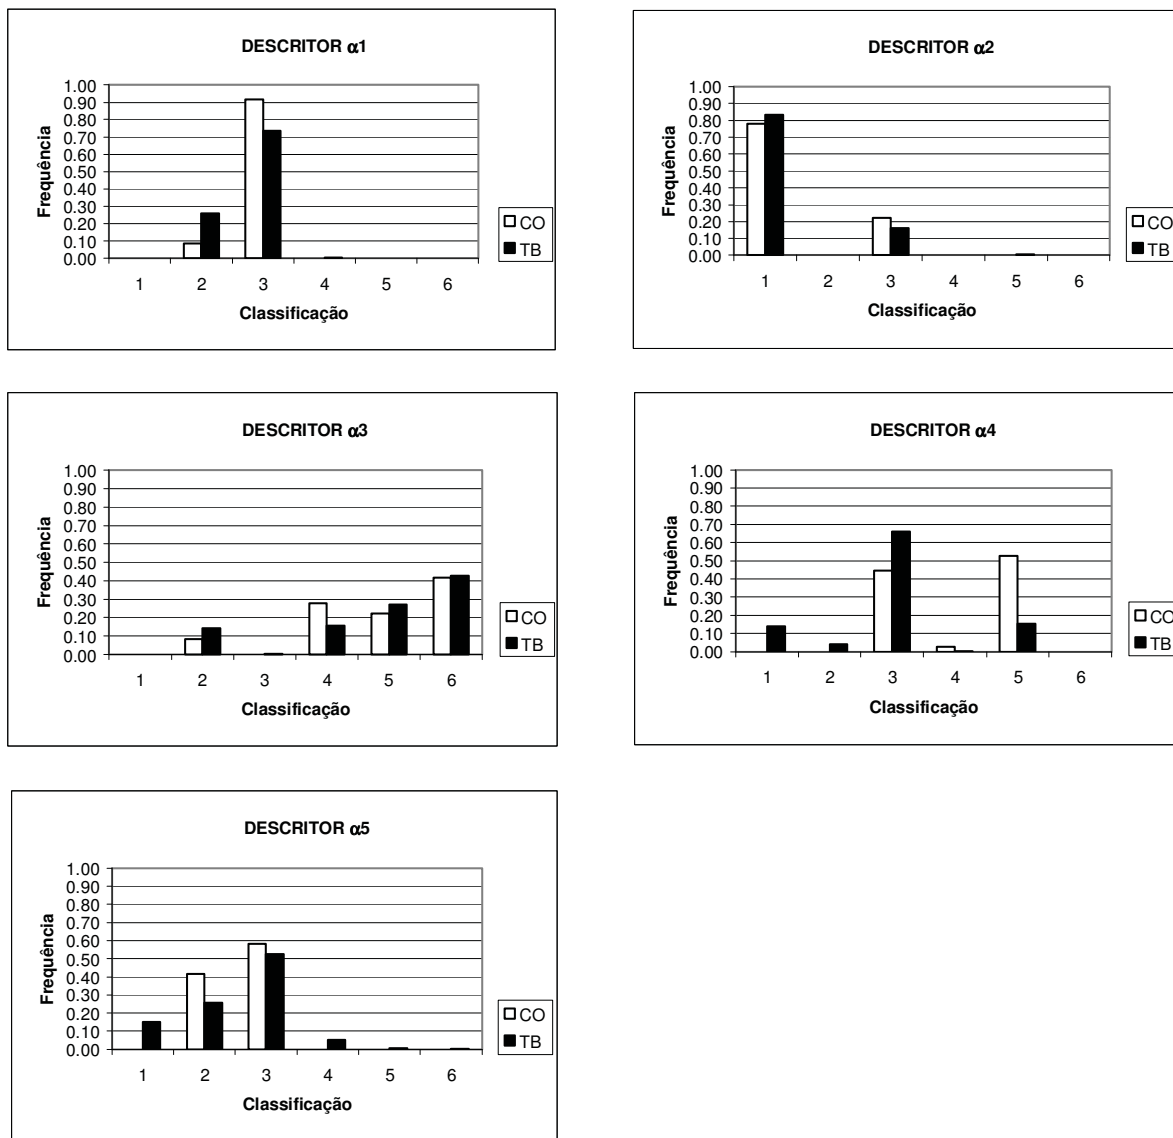 DESCRITOR α1
1.00
0.90
0.80
0.70
0.60
0.50
0.40
0.30
0.20
0.10
0.00
Frequência
1 2 3 4 5 6
Classificação
CO
TB
DESCRITOR α2
1.00
0.90
0.80
0.70
0.60
0.50
0.40
0.30
0.20
0.10
0.00
Frequência
1 2 3 4 5 6
Classificação
CO
TB
DESCRITOR α3
1.00
0.90
0.80
0.70
0.60
0.50
0.40
0.30
0.20
0.10
0.00
Frequência
1 2 3 4 5 6
Classificação
CO
TB
DESCRITOR α4
1.00
0.90
0.80
0.70
0.60
0.50
0.40
0.30
0.20
0.10
0.00
Frequência
1 2 3 4 5 6
Classificação
CO
TB
DESCRITOR α5
1.00
0.90
0.80
0.70
0.60
0.50
0.40
0.30
0.20
0.10
0.00
Frequência
1 2 3 4 5 6
Classificação
CO
TB